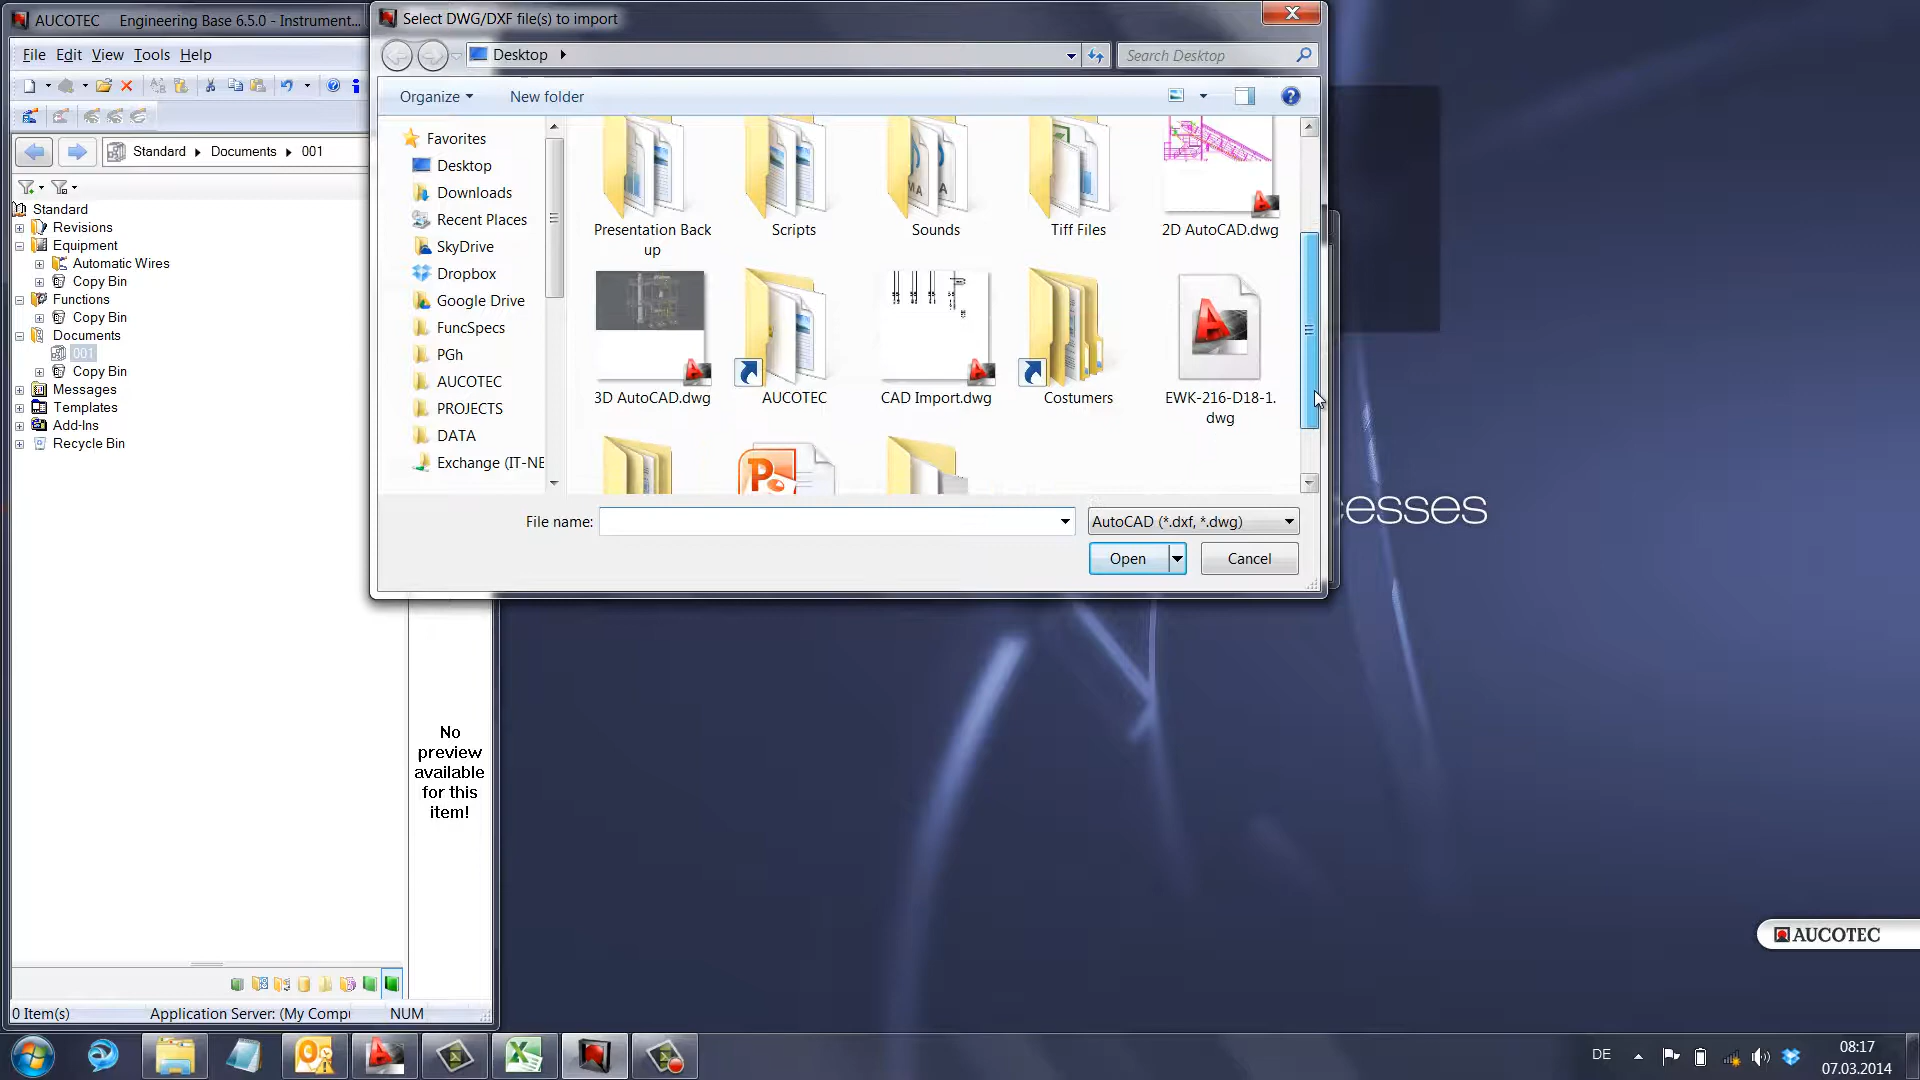 AUCOTEC Engineering Base 6.5.0 - Instrument...
File Edit View Tools Help
Standard Documents 001
Standard
Revisions
Equipment
Automatic Wires
Copy Bin
Functions
Copy Bin
Documents
001
Copy Bin
Messages
Templates
Add-Ins
Recycle Bin
No
preview
available
for this
item!
0 Item(s) Application Server: (My Compu NUM
Select DWG/DXF file(s) to import
Desktop
Search Desktop
Organize New folder
Favorites
Desktop
Downloads
Recent Places
SkyDrive
Dropbox
Google Drive
FuncSpecs
PGh
AUCOTEC
PROJECTS
DATA
Exchange (IT-NE
Presentation Back
up
Scripts
Sounds
Tiff Files
2D AutoCAD.dwg
3D AutoCAD.dwg
AUCOTEC
CAD Import.dwg
Costumers
EWK-216-D18-1.
dwg
File name:
AutoCAD (*.dxf, *.dwg)
Open Cancel
cesses
AUCOTEC
DE
08:17
07.03.2014